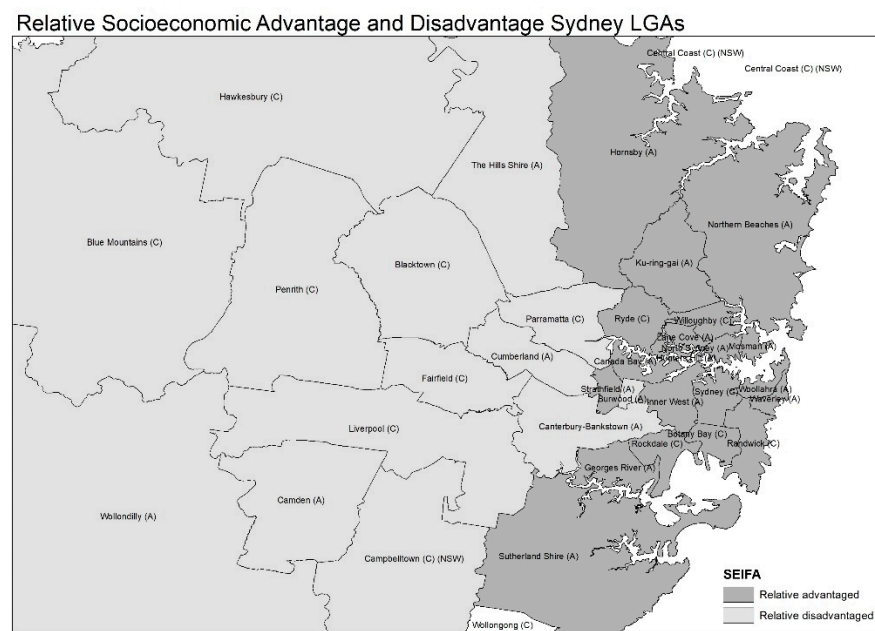 Relative Socioeconomic Advantage and Disadvantage Sydney LGAs
Central Coast (C) (NSW)
Central Coast (C) (NSW)
Hawkesbury (C)
Hornsby (A)
The Hills Shire (A)
Northern Beaches (A)
Blue Mountains (C)
Ku-ring-gai (A)
Blacktown (C)
Penrith (C)
Parramatta (C)
Ryde (C)
Willoughby (C)
Lane Cove (A)
North Sydney (A)
Mosman (A)
Cumberland (A)
Hunters Hill (A)
Canada Bay (A)
Fairfield (C)
Strathfield (A)
Burwood (A)
Inner West (A)
Sydney (C)
Woollahra (A)
Waverley (A)
Liverpool (C)
Canterbury-Bankstown (A)
Botany Bay (C)
Rockdale (C)
Randwick (C)
Georges River (A)
Camden (A)
Wollondilly (A)
Campbelltown (C) (NSW)
Sutherland Shire (A)
Wollongong (C)
SEIFA
Relative advantaged
Relative disadvantaged